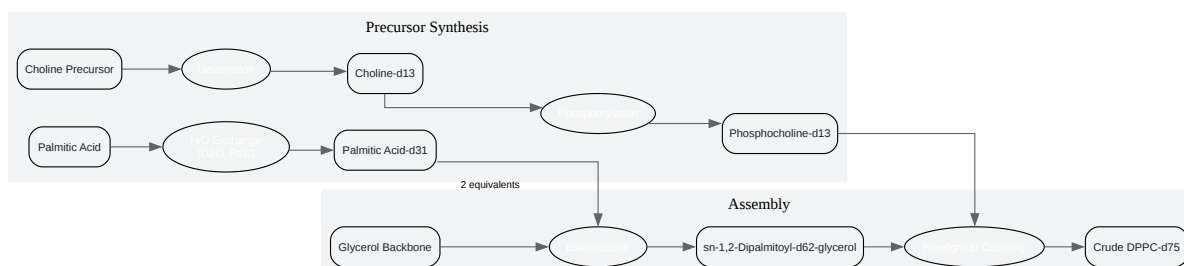 Precursor Synthesis
Choline Precursor
Deuteration
Choline-d13
Phosphorylation
Phosphocholine-d13
Palmitic Acid
H/D Exchange
(D2O, Pt/C)
Palmitic Acid-d31
2 equivalents
Assembly
Glycerol Backbone
Esterification
sn-1,2-Dipalmitoyl-d62-glycerol
Headgroup Coupling
Crude DPPC-d75